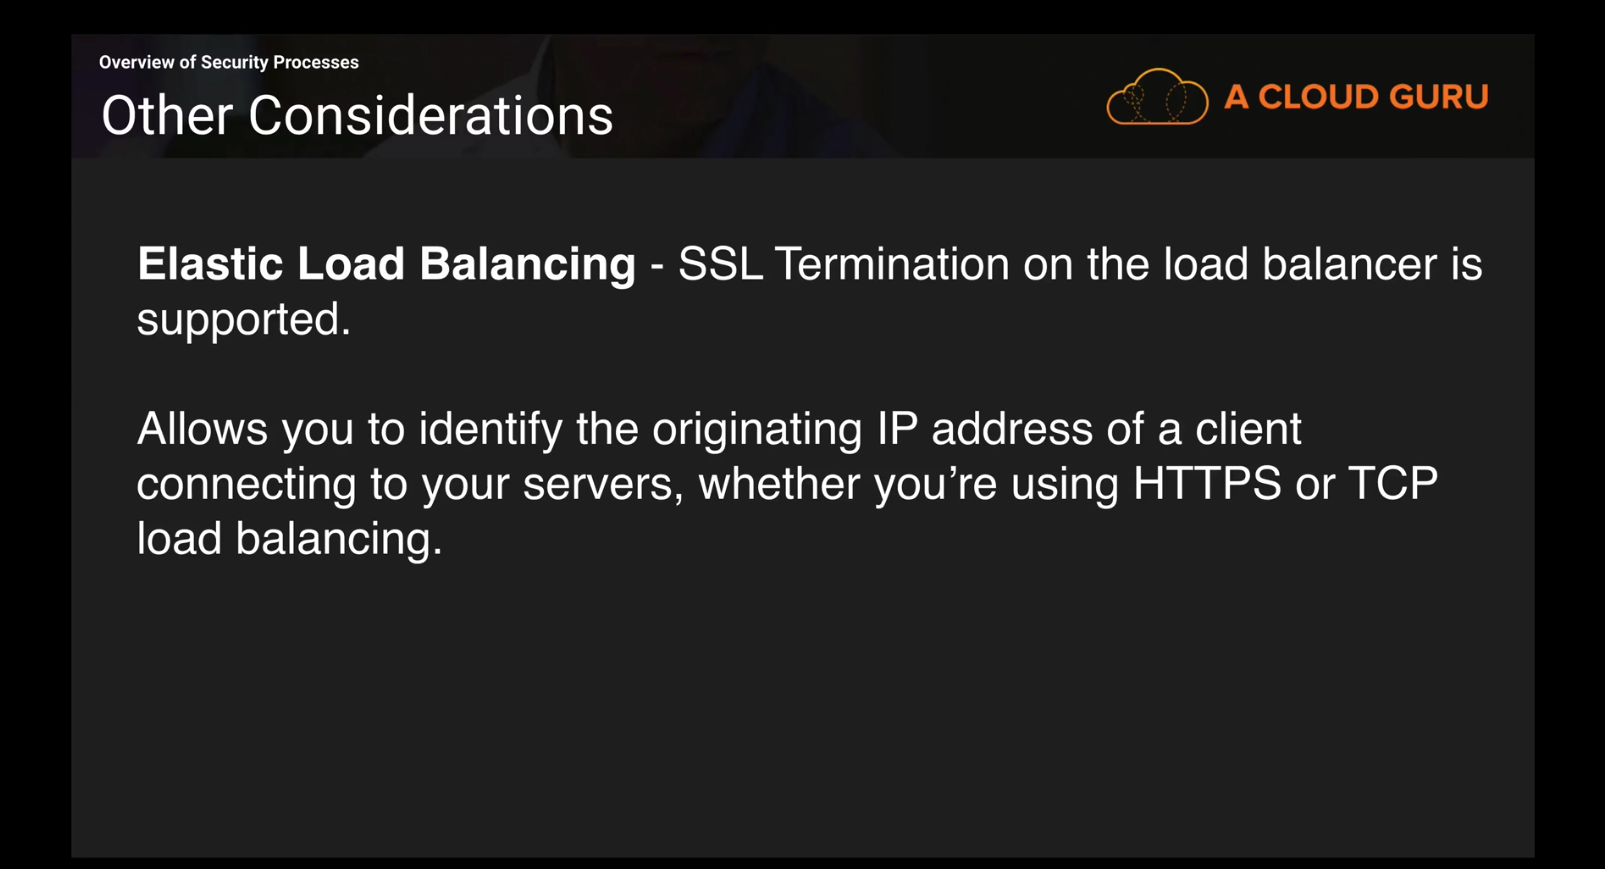 Overview of Security Processes
Other Considerations
A CLOUD GURU
Elastic Load Balancing - SSL Termination on the load balancer is
supported.
Allows you to identify the originating IP address of a client
connecting to your servers, whether you’re using HTTPS or TCP
load balancing.